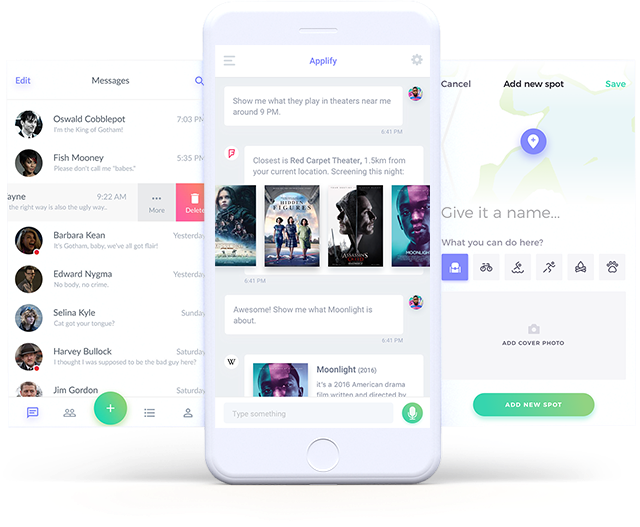 Edit
Messages
Oswald Cobblepot
7:03 PM
I'm the King of Gotham!
Fish Mooney
5:35 PM
Please don't call me "babes."
ayne
9:22 AM
the right way is also the ugly way..
More
Delete
Barbara Kean
Yesterday
It's Gotham, baby, we've all got flair!
Edward Nygma
Yesterday
No body, no crime.
Selina Kyle
Sunday
Cat got your tongue?
Harvey Bullock
Saturday
I thought I was supposed to be the bad guy here?
Jim Gordon
Saturday
Applify
Show me what they play in theaters near me
around 9 PM.
6:41 PM
Closest is Red Carpet Theater, 1.5km from
your current location. Screening this night:
HIDDEN
FIGURES
ASSASSIN'S
CREED
MOONLIGHT
6:41 PM
Awesome! Show me what Moonlight is
about.
6:41 PM
W
Moonlight (2016)
it's a 2016 American drama
film written and directed by
Type something
Cancel
Add new spot
Save
Give it a name...
What you can do here?
ADD COVER PHOTO
ADD NEW SPOT